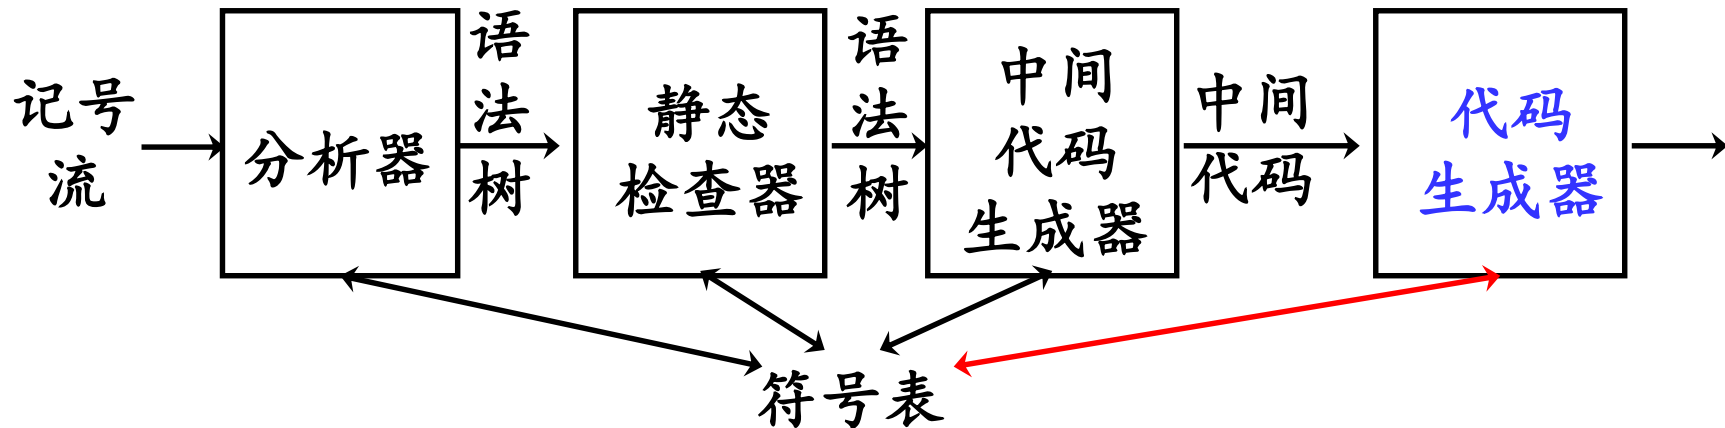 记号
流
分析器
语
法
树
静态
检查器
语
法
树
中间
代码
生成器
中间
代码
代码
生成器
符号表